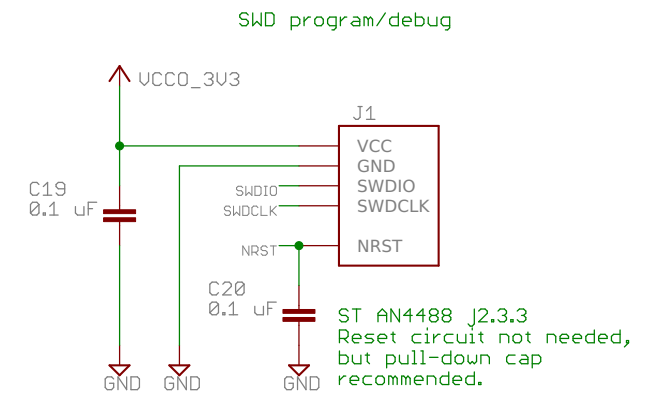 SWD program/debug
VCCO_3V3
J1
VCC
GND
SWDIO
SWDCLK
NRST
C19
0.1 uF
SWDIO
SWDCLK
NRST
C20
0.1 uF
ST AN4488 J2.3.3
Reset circuit not needed,
but pull-down cap
recommended.
GND
GND
GND